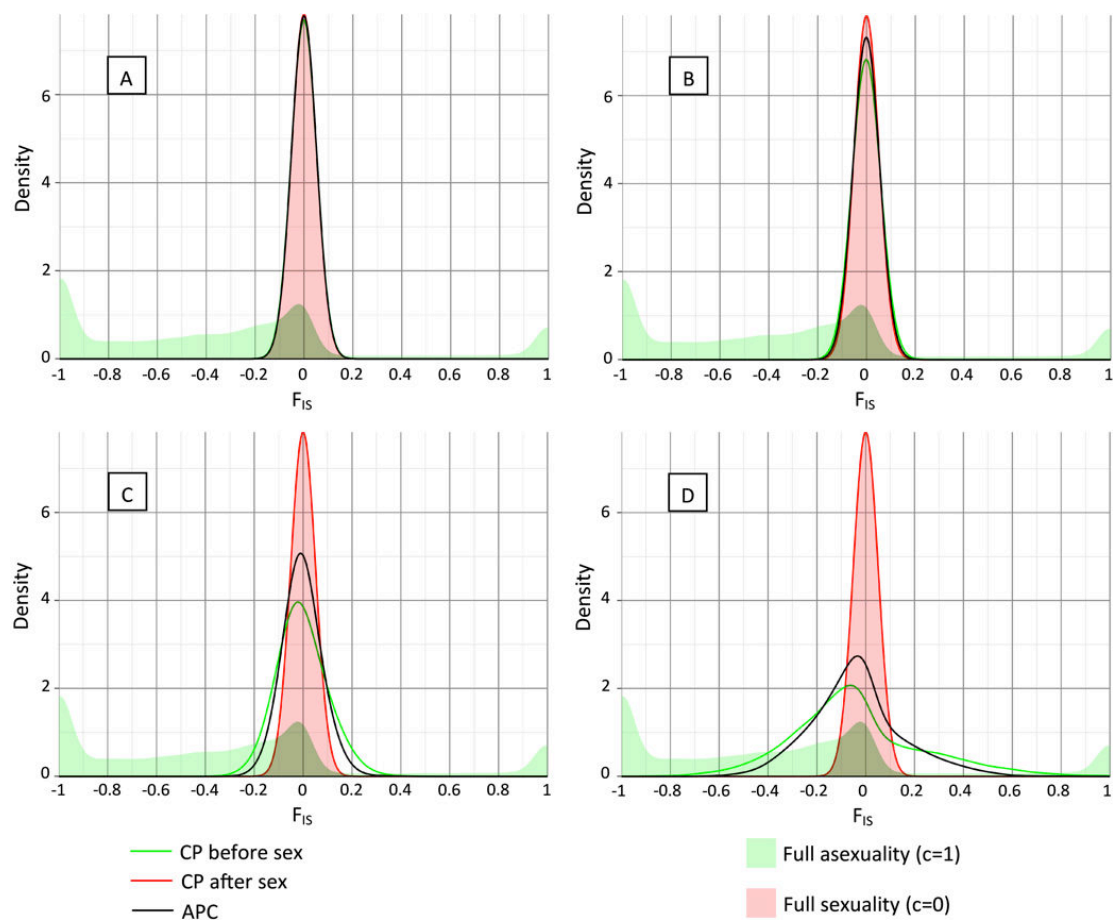 A
6
4
2
0
Density
-1 -0.8 -0.6 -0.4 -0.2 0 0.2 0.4 0.6 0.8 1
FIS
B
6
4
2
0
Density
-1 -0.8 -0.6 -0.4 -0.2 0 0.2 0.4 0.6 0.8 1
FIS
C
6
4
2
0
Density
-1 -0.8 -0.6 -0.4 -0.2 0 0.2 0.4 0.6 0.8 1
FIS
D
6
4
2
0
Density
-1 -0.8 -0.6 -0.4 -0.2 0 0.2 0.4 0.6 0.8 1
FIS
CP before sex
CP after sex
APC
Full asexuality (c=1)
Full sexuality (c=0)